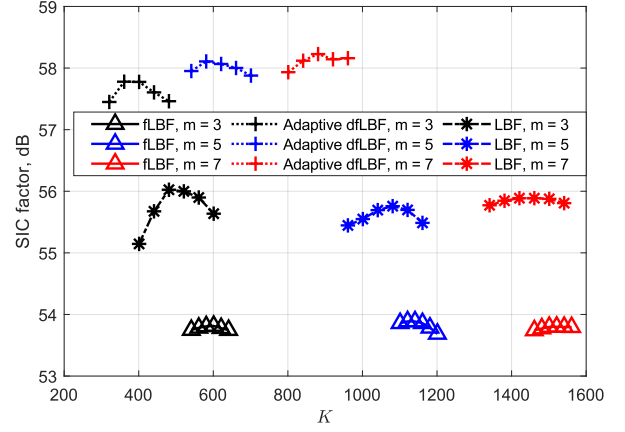 59
58
57
56
55
54
53
SIC factor, dB
fLBF, m = 3 Adaptive dfLBF, m = 3 LBF, m = 3
fLBF, m = 5 Adaptive dfLBF, m = 5 LBF, m = 5
fLBF, m = 7 Adaptive dfLBF, m = 7 LBF, m = 7
200 400 600 800 1000 1200 1400 1600
K